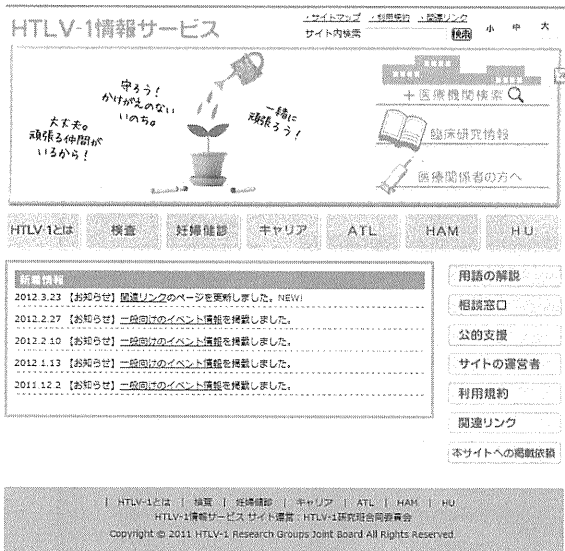 HTLV-1情報サービス
・サイトマップ ・利用規約 ・関連リンク
サイト内検索 検索 小 中 大
守ろう!
かけがえのない
いのち。
大丈夫。
頑張る仲間が
いるから!
一緒に
頑張ろう!
+医療機関検索
臨床研究情報
医療関係者の方へ
HTLV-1とは 検査 妊婦健診 キャリア ATL HAM HU
新着情報
2012.3.23 【お知らせ】関連リンクのページを更新しました。NEW!
2012.2.27 【お知らせ】一般向けのイベント情報を掲載しました。
2012.2.10 【お知らせ】一般向けのイベント情報を掲載しました。
2012.1.13 【お知らせ】一般向けのイベント情報を掲載しました。
2011.12.2 【お知らせ】一般向けのイベント情報を掲載しました。
用語の解説
相談窓口
公的支援
サイトの運営者
利用規約
関連リンク
本サイトへの掲載依頼
| HTLV-1とは | 検査 | 妊婦健診 | キャリア | ATL | HAM | HU
HTLV-1情報サービス サイト運営:HTLV-1研究班合同委員会
Copyright © 2011 HTLV-1 Research Groups Joint Board All Rights Reserved.